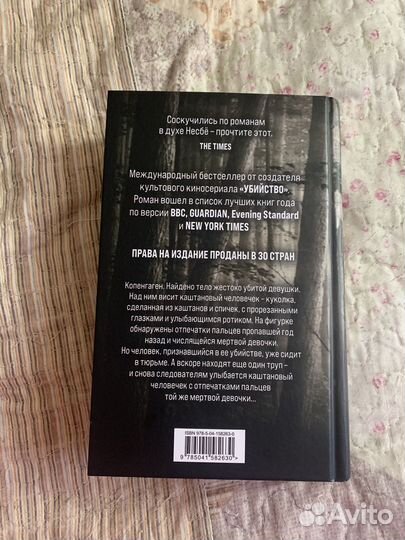 Соскучились по романам
в духе Несбё – прочтите этот.
THE TIMES
Международный бестселлер от создателя
культового киносериала «УБИЙСТВО».
Роман вошел в список лучших книг года
по версии BBC, GUARDIAN, Evening Standard
и NEW YORK TIMES
ПРАВА НА ИЗДАНИЕ ПРОДАНЫ В 30 СТРАН
Копенгаген. Найдено тело жестоко убитой девушки.
Над ним висит каштановый человечек – куколка,
сделанная из каштанов и спичек, с прорезанными
глазками и улыбающимся ротиком. На фигурке
обнаружены отпечатки пальцев пропавшей год
назад и числящейся мертвой девочки.
Но человек, признавшийся в ее убийстве, уже сидит
в тюрьме. А вскоре находят еще один труп –
и снова следователям улыбается каштановый
человечек с отпечатками пальцев
той же мертвой девочки...
ISBN 978-5-04-158263-0
9 785041 582630 >
Avito